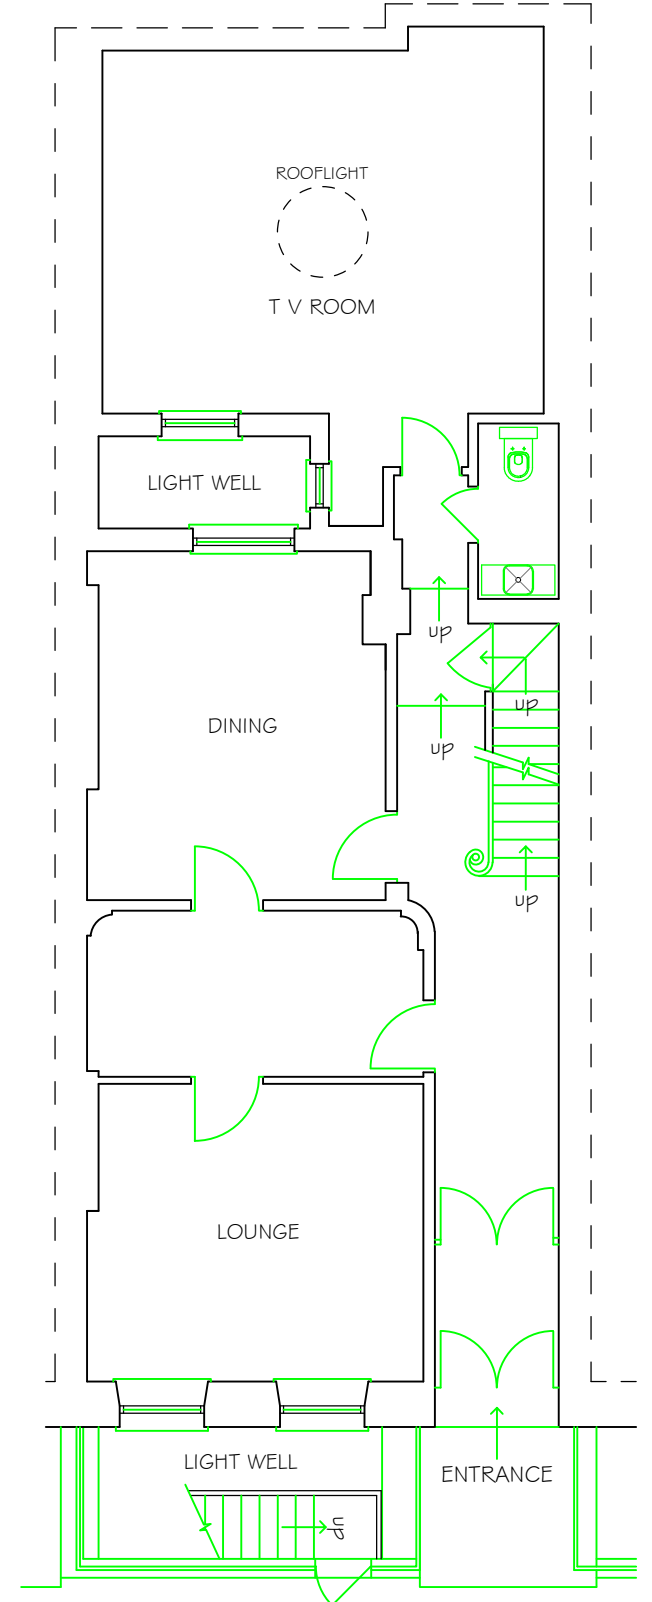 ROOFLIGHT
T V ROOM
LIGHT WELL
up
up
up
DINING
up
LOUNGE
LIGHT WELL
ENTRANCE
up